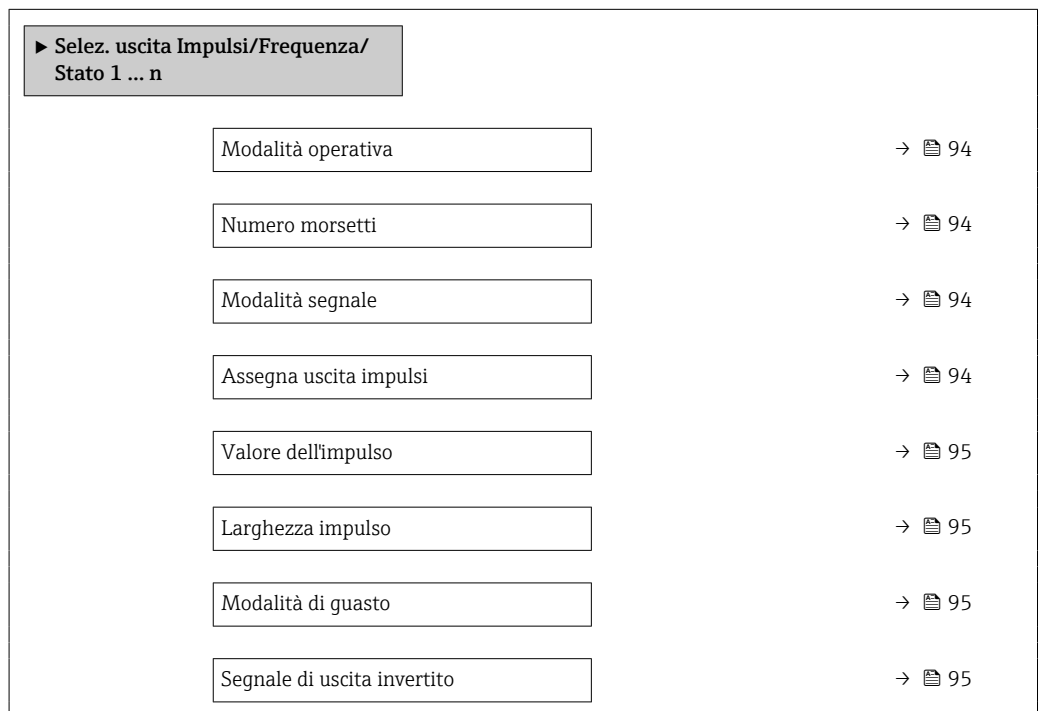 ▶ Selez. uscita Impulsi/Frequenza/
Stato 1 … n
Modalità operativa → 94
Numero morsetti → 94
Modalità segnale → 94
Assegna uscita impulsi → 94
Valore dell'impulso → 95
Larghezza impulso → 95
Modalità di guasto → 95
Segnale di uscita invertito → 95